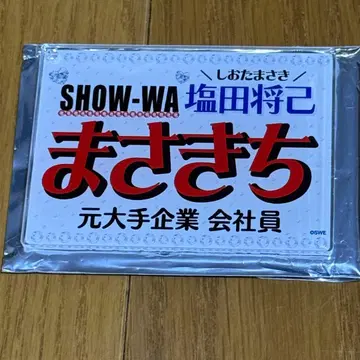 ＼しおたまさき／
SHOW-WA 塩田将己
まさきち
元大手企業 会社員
©SWE